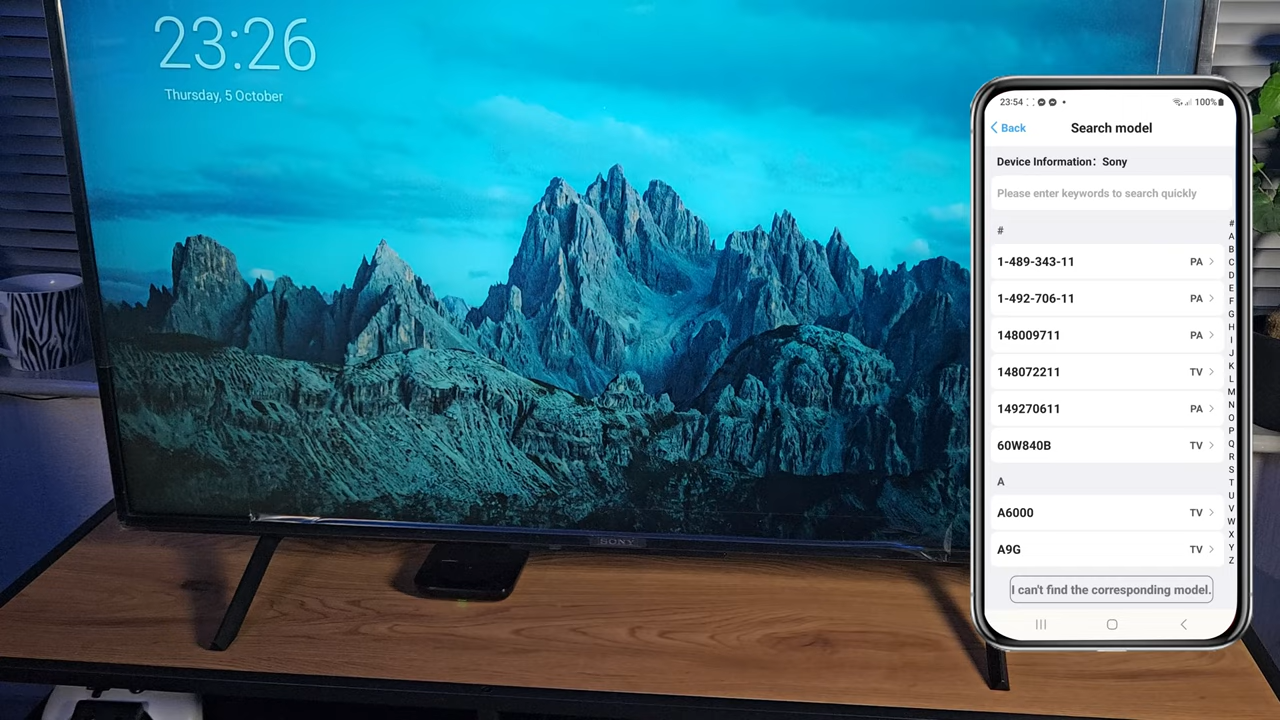 23:26
Thursday, 5 October
SONY
23:54
100%
Back
Search model
Device Information: Sony
Please enter keywords to search quickly
#
1-489-343-11 PA
1-492-706-11 PA
148009711 PA
148072211 TV
149270611 PA
60W840B TV
A
A6000 TV
A9G TV
I can't find the corresponding model.
#
A
B
C
D
E
F
G
H
I
J
K
L
M
N
O
P
Q
R
S
T
U
V
W
X
Y
Z